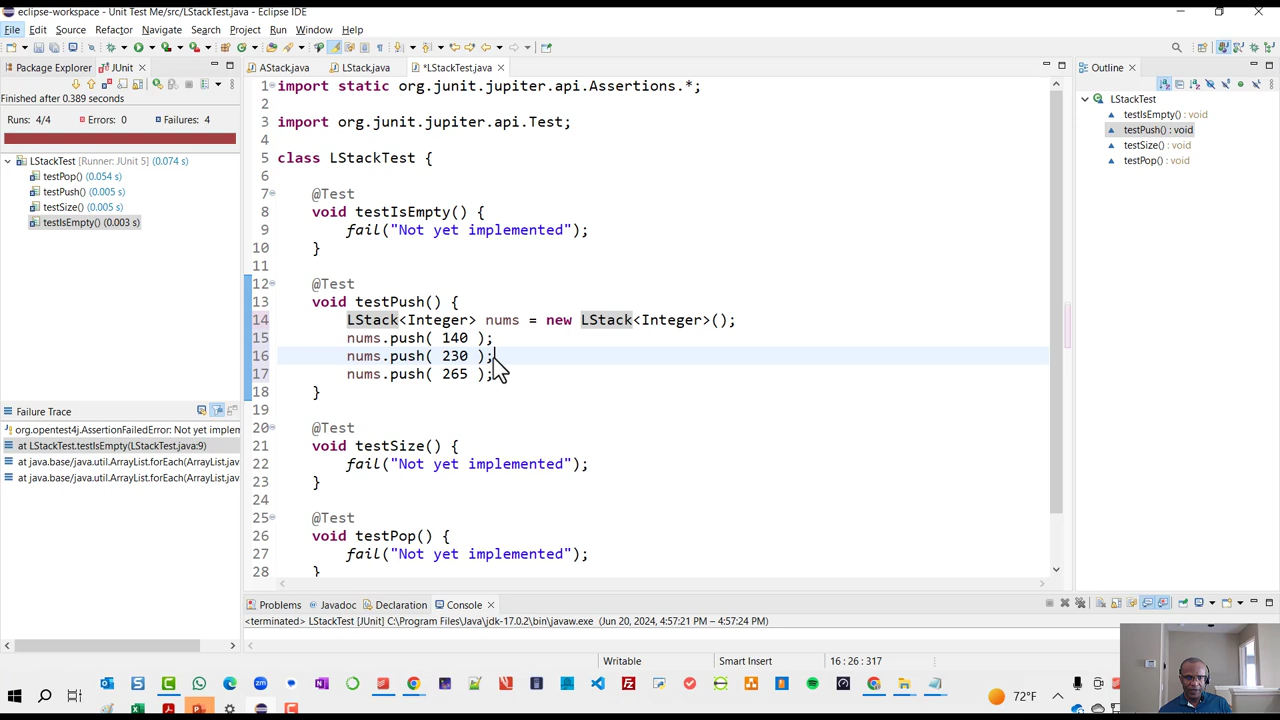 eclipse-workspace - Unit Test Me/src/LStackTest.java - Eclipse IDE
File Edit Source Refactor Navigate Search Project Run Window Help
Package Explorer JUnit
Finished after 0.389 seconds
Runs: 4/4 Errors: 0 Failures: 4
LStackTest [Runner: JUnit 5] (0.074 s)
testPop() (0.054 s)
testPush() (0.005 s)
testSize() (0.005 s)
testIsEmpty() (0.003 s)
Failure Trace
org.opentest4j.AssertionFailedError: Not yet implem
at LStackTest.testIsEmpty(LStackTest.java:9)
at java.base/java.util.ArrayList.forEach(ArrayList.jav
at java.base/java.util.ArrayList.forEach(ArrayList.jav
AStack.java LStack.java *LStackTest.java
1 import static org.junit.jupiter.api.Assertions.*;
2
3 import org.junit.jupiter.api.Test;
4
5 class LStackTest {
6
7 @Test
8 void testIsEmpty() {
9 fail("Not yet implemented");
10 }
11
12 @Test
13 void testPush() {
14 LStack<Integer> nums = new LStack<Integer>();
15 nums.push( 140 );
16 nums.push( 230 );
17 nums.push( 265 );
18 }
19
20 @Test
21 void testSize() {
22 fail("Not yet implemented");
23 }
24
25 @Test
26 void testPop() {
27 fail("Not yet implemented");
28 }
Outline
LStackTest
testIsEmpty() : void
testPush() : void
testSize() : void
testPop() : void
Problems Javadoc Declaration Console
<terminated> LStackTest [JUnit] C:\Program Files\Java\jdk-17.0.2\bin\javaw.exe (Jun 20, 2024, 4:57:21 PM – 4:57:24 PM)
Writable Smart Insert 16 : 26 : 317
72°F